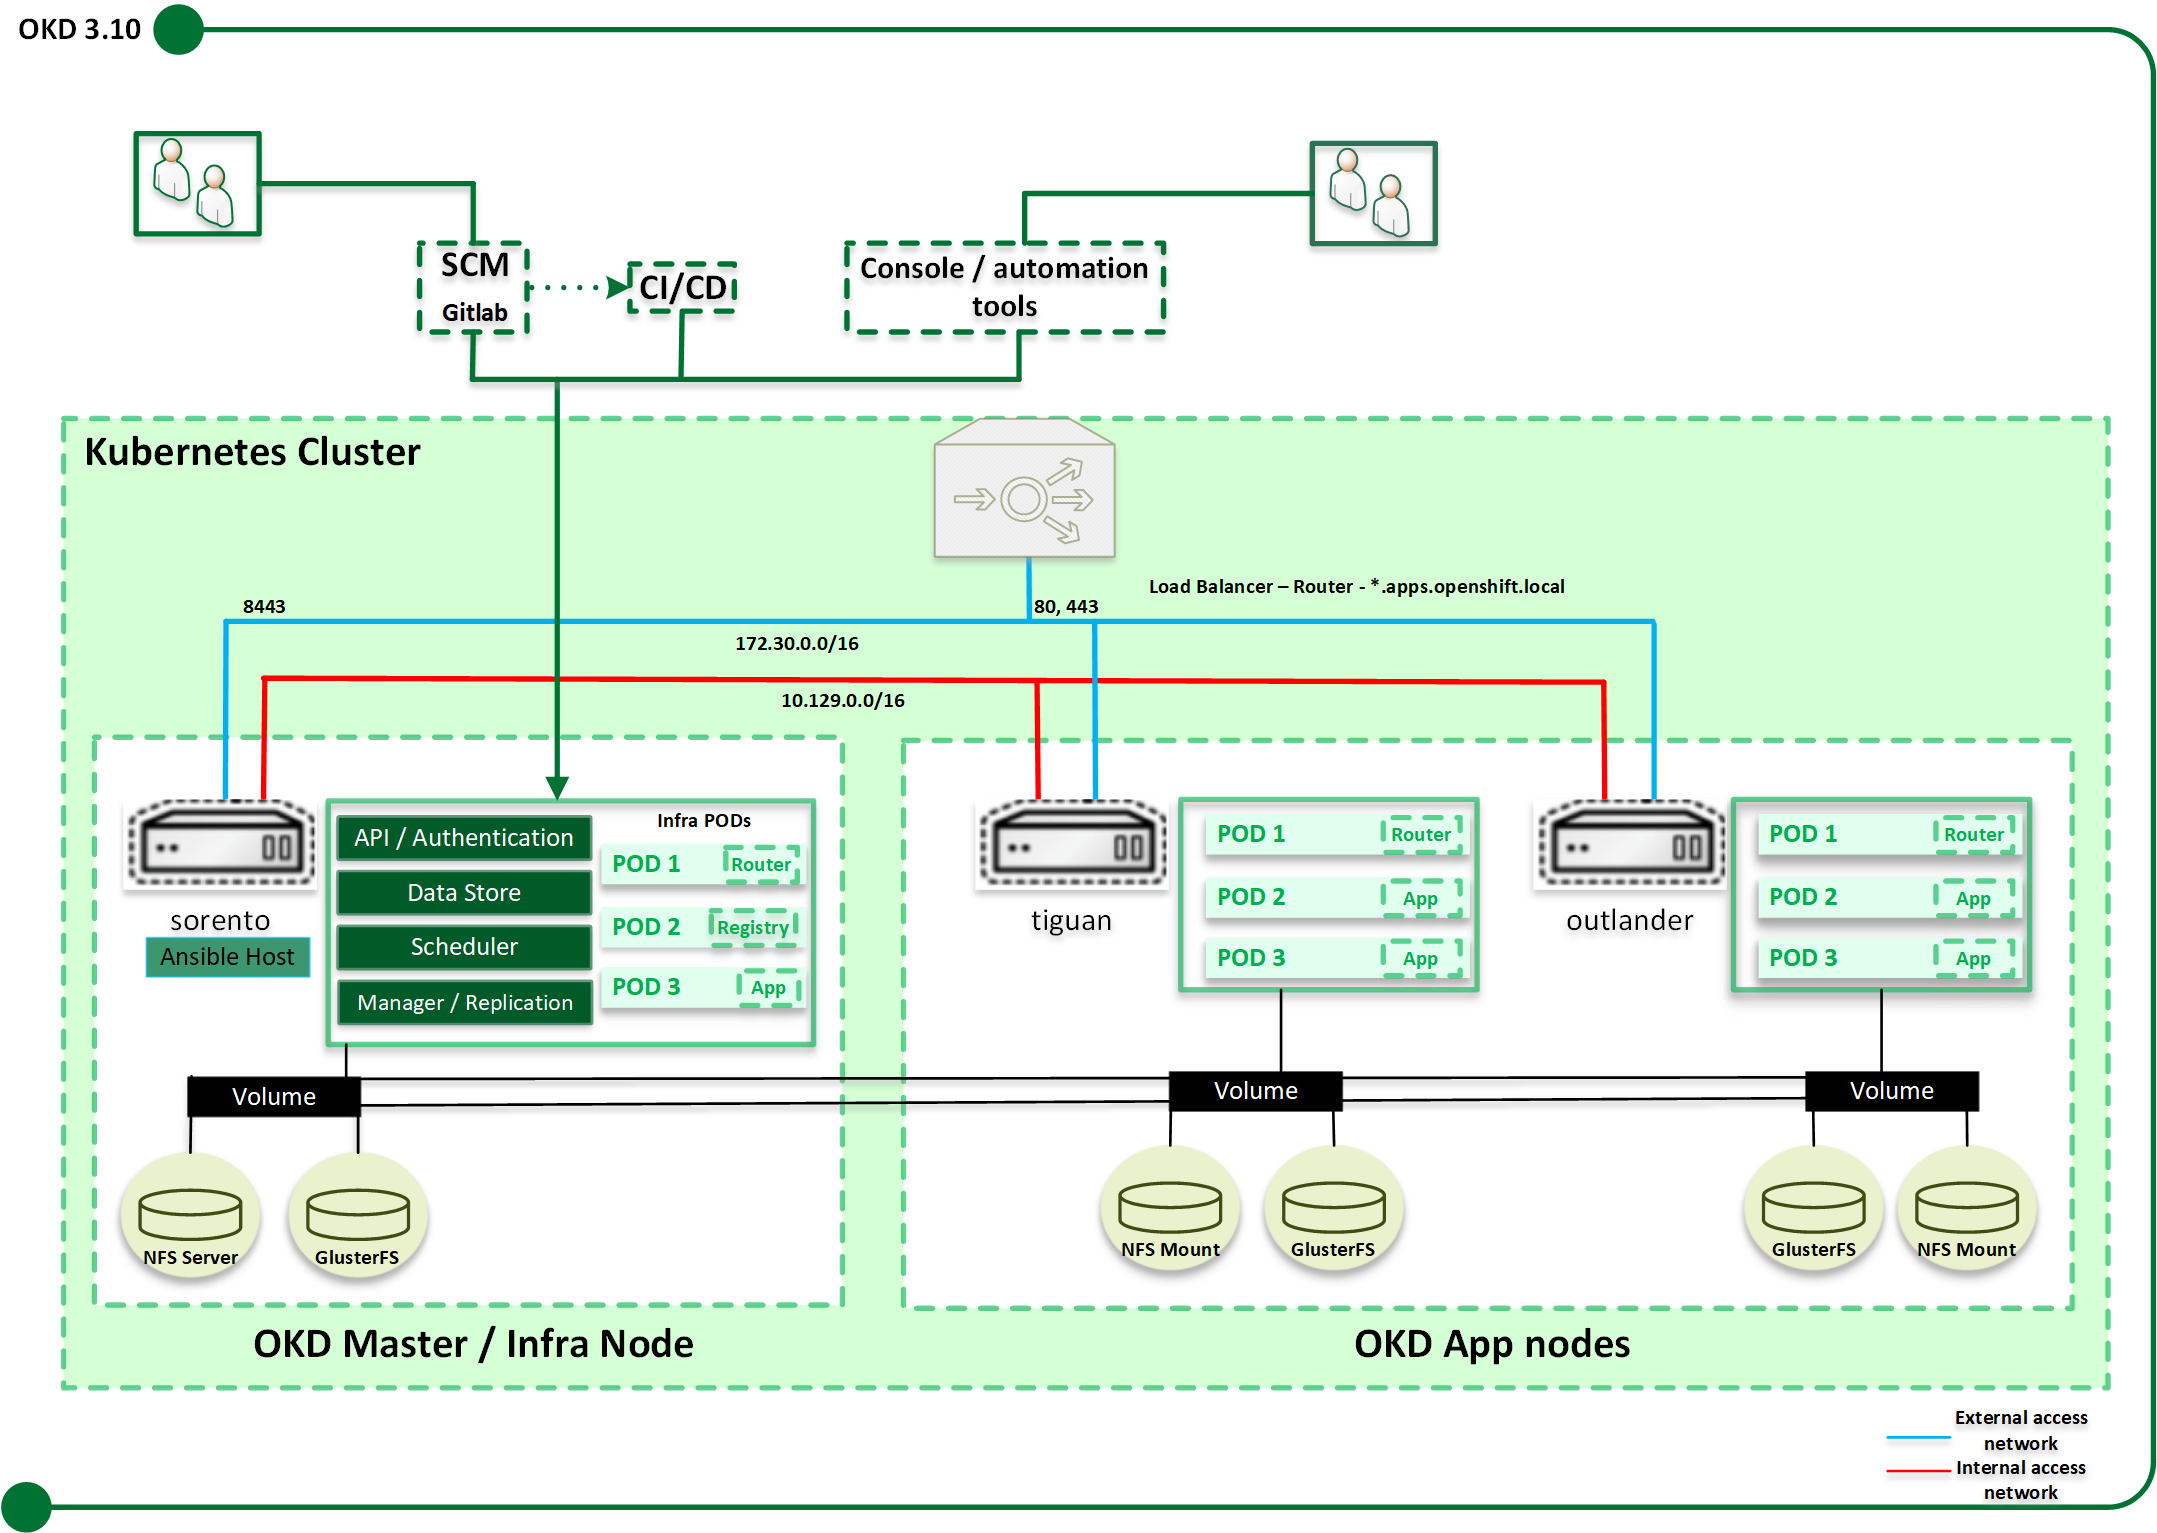 OKD 3.10
SCM
Gitlab
CI/CD
Console / automation
tools
Kubernetes Cluster
Load Balancer – Router - *.apps.openshift.local
8443
80, 443
172.30.0.0/16
10.129.0.0/16
sorento
Ansible Host
API / Authentication
Data Store
Scheduler
Manager / Replication
Infra PODs
POD 1 Router
POD 2 Registry
POD 3 App
tiguan
POD 1 Router
POD 2 App
POD 3 App
outlander
POD 1 Router
POD 2 App
POD 3 App
Volume
Volume
Volume
NFS Server
GlusterFS
NFS Mount
GlusterFS
GlusterFS
NFS Mount
OKD Master / Infra Node
OKD App nodes
External access
network
Internal access
network